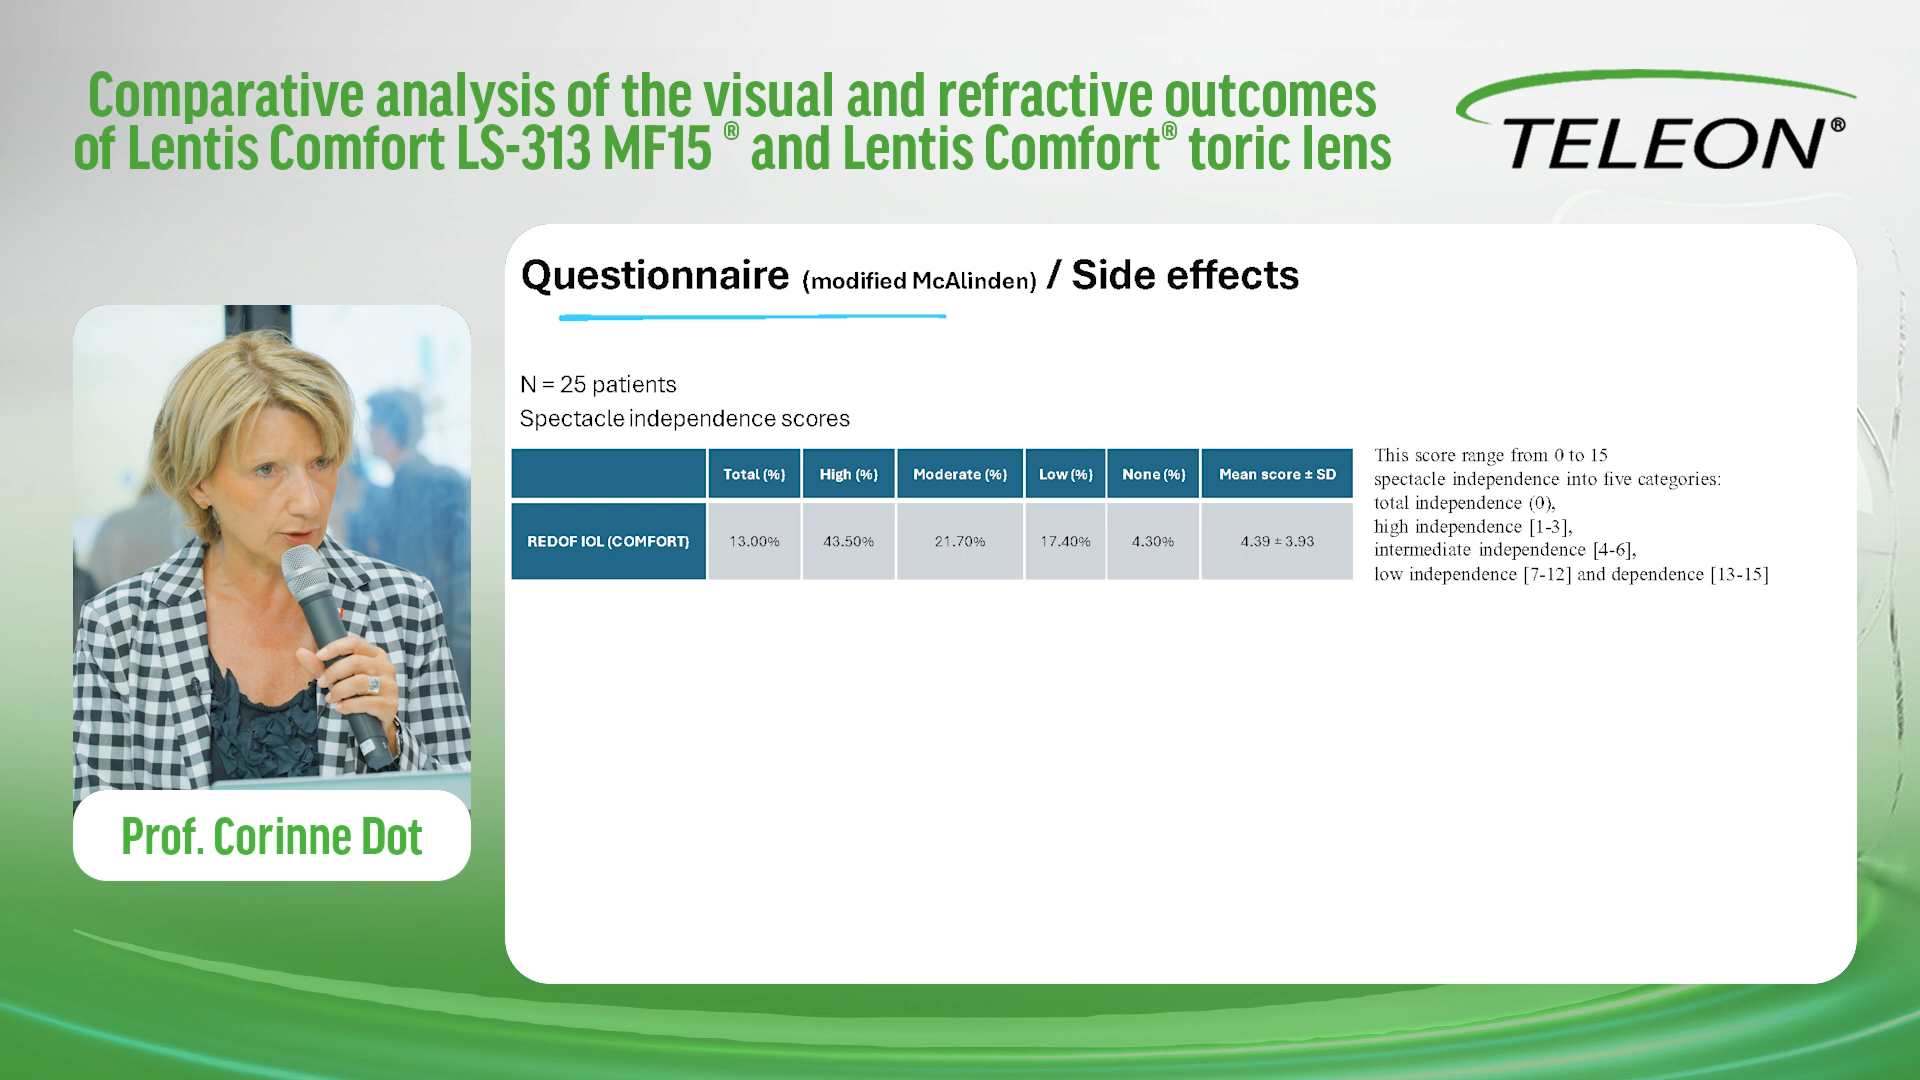 Comparative analysis of the visual and refractive outcomes
of Lentis Comfort LS-313 MF15 ® and Lentis Comfort® toric lens
TELEON®
Questionnaire (modified McAlinden) / Side effects
N = 25 patients
Spectacle independence scores
Total (%) High (%) Moderate (%) Low (%) None (%) Mean score ± SD
REDOF IOL (COMFORT) 13.00% 43.50% 21.70% 17.40% 4.30% 4.39 ± 3.93
This score range from 0 to 15
spectacle independence into five categories:
total independence (0),
high independence [1-3],
intermediate independence [4-6],
low independence [7-12] and dependence [13-15]
Prof. Corinne Dot